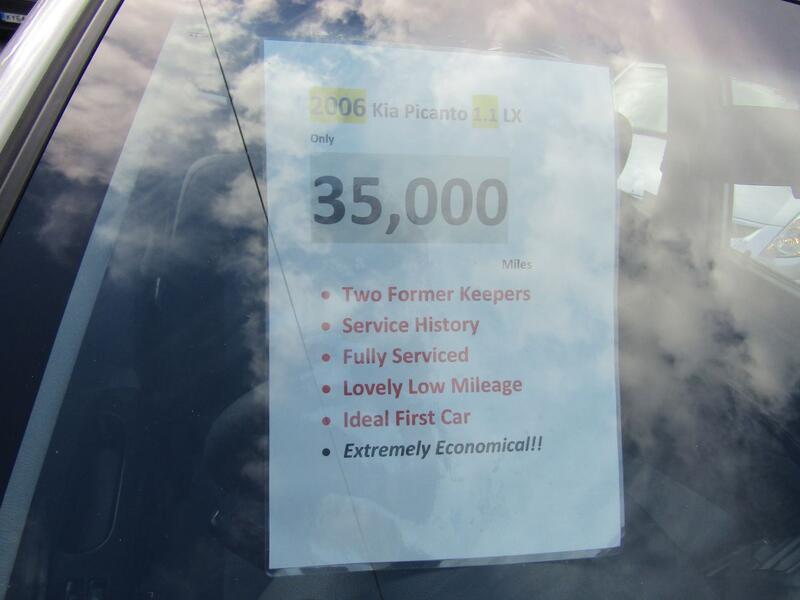 2006 Kia Picanto 1.1 LX
Only
35,000
Miles
• Two Former Keepers
• Service History
• Fully Serviced
• Lovely Low Mileage
• Ideal First Car
• Extremely Economical!!